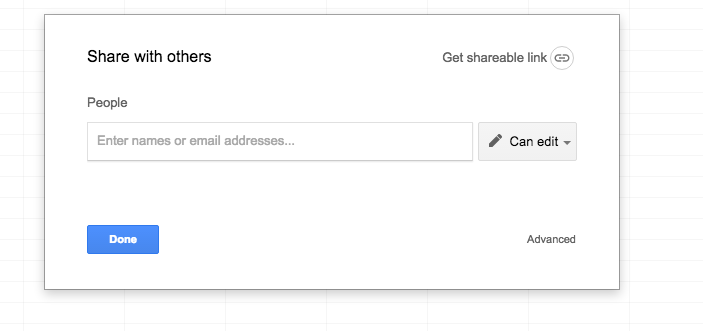 Share with others
Get shareable link
People
Enter names or email addresses...
Can edit
Done
Advanced